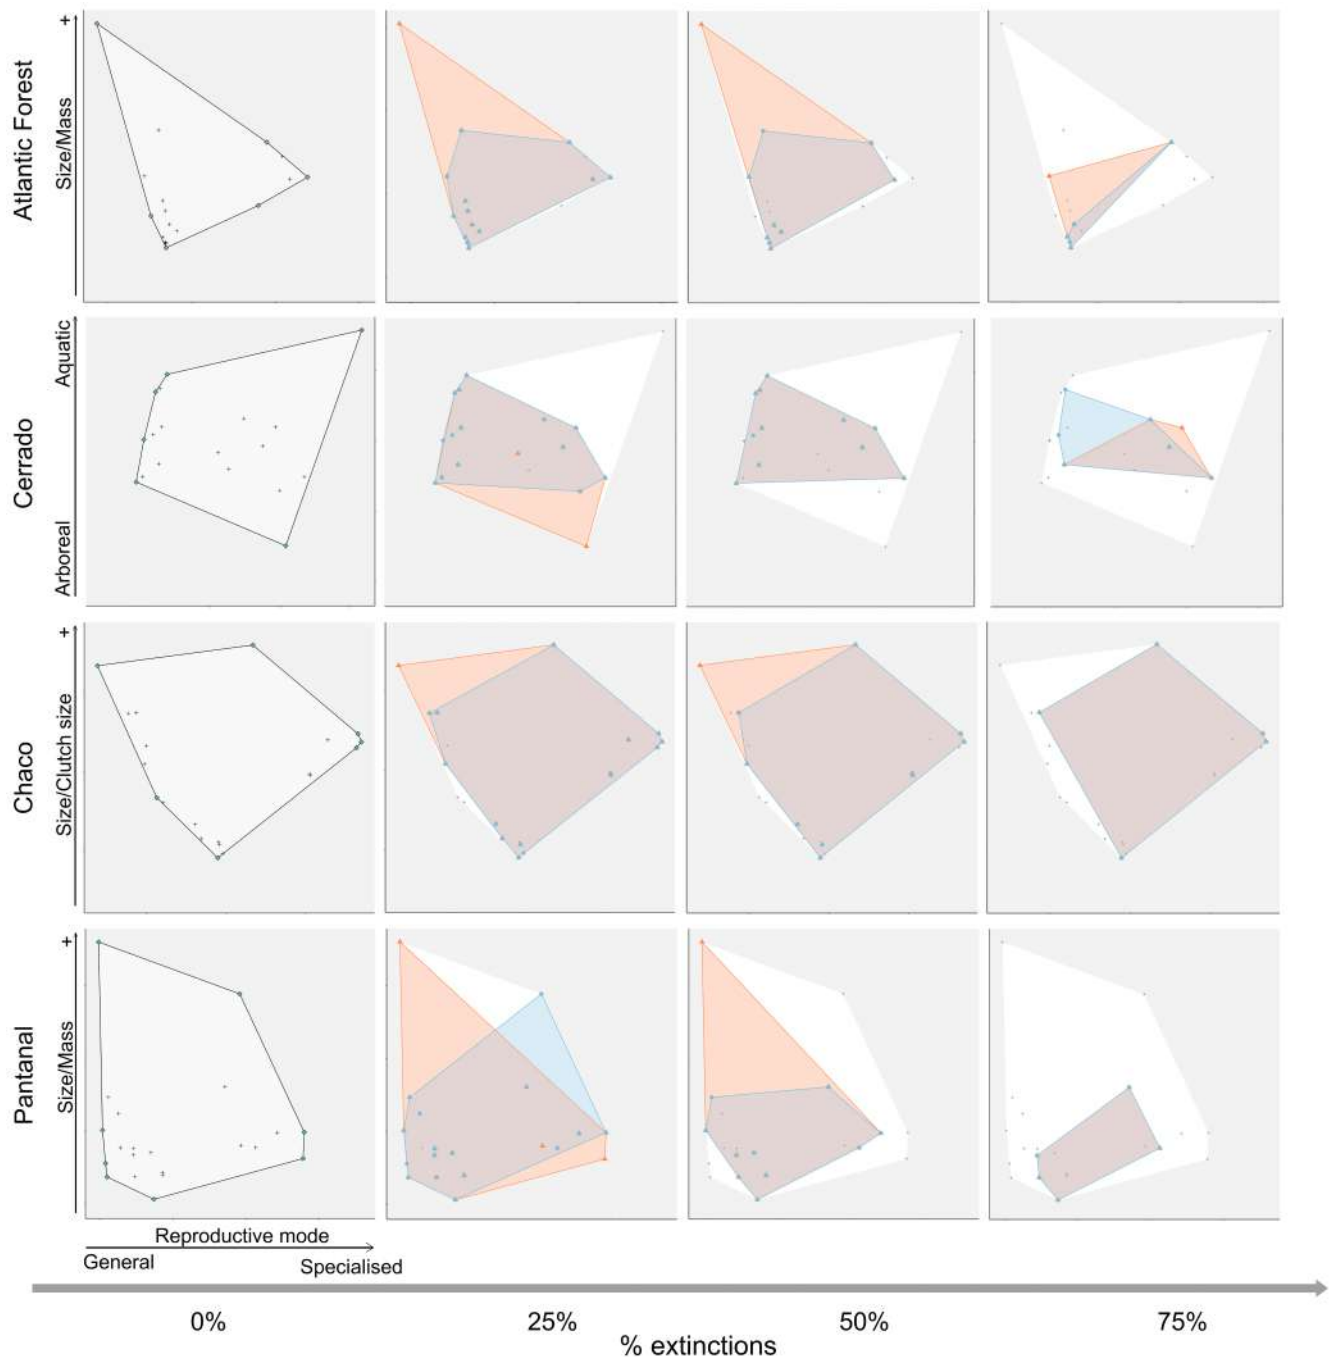 Atlantic Forest
Size/Mass
+
Cerrado
Arboreal
Aquatic
Chaco
Size/Clutch size
+
Pantanal
Size/Mass
+
Reproductive mode
General
Specialised
0%
25%
50%
75%
% extinctions